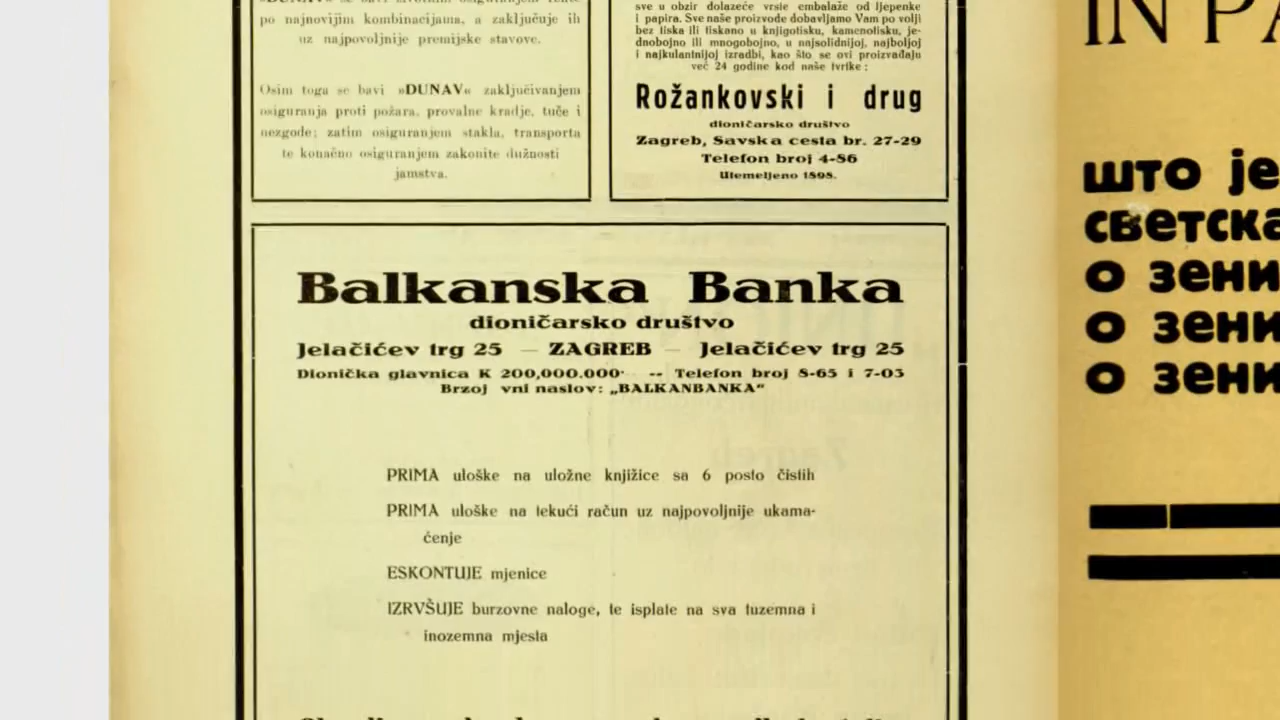 po najnovijim kombinacijama, a zaključuje ih
uz najpovoljnije premijske stavove.
Osim toga se bavi »DUNAV« zaključivanjem
osiguranja proti požara, provalne kradje, tuče i
nezgode; zatim osiguranjem stakla, transporta
te konačno osiguranjem zakonite dužnosti
jamstva.
sve u obzir dolazeće vrste embalaže od ljepenke
i papira. Sve naše proizvode dobavljamo Vam po volji
bez tiska ili tiskano u knjigotisku, kamenotisku, je-
dnobojno ili mnogobojno, u najsolidnijoj, najboljoj
i najkulantnijoj izradbi, kao što se ovi proizvađaju
već 24 godine kod naše tvrtke:
Rožankovski i drug
dioničarsko društvo
Zagreb, Savska cesta br. 27-29
Telefon broj 4-86
Utemeljeno 1898.
Balkanska Banka
dioničarsko društvo
Jelačićev trg 25 — ZAGREB — Jelačićev trg 25
Dionička glavnica K 200,000.000· -- Telefon broj 8-65 i 7-03
Brzoj vni naslov: „BALKANBANKA“
PRIMA uloške na uložne knjižice sa 6 posto čistih
PRIMA uloške na tekući račun uz najpovoljnije ukama-
ćenje
ESKONTUJE mjenice
IZRVŠUJE burzovne naloge, te isplate na sva tuzemna i
inozemna mjesta
IN PA
што је
светска
о зени
о зени
о зени